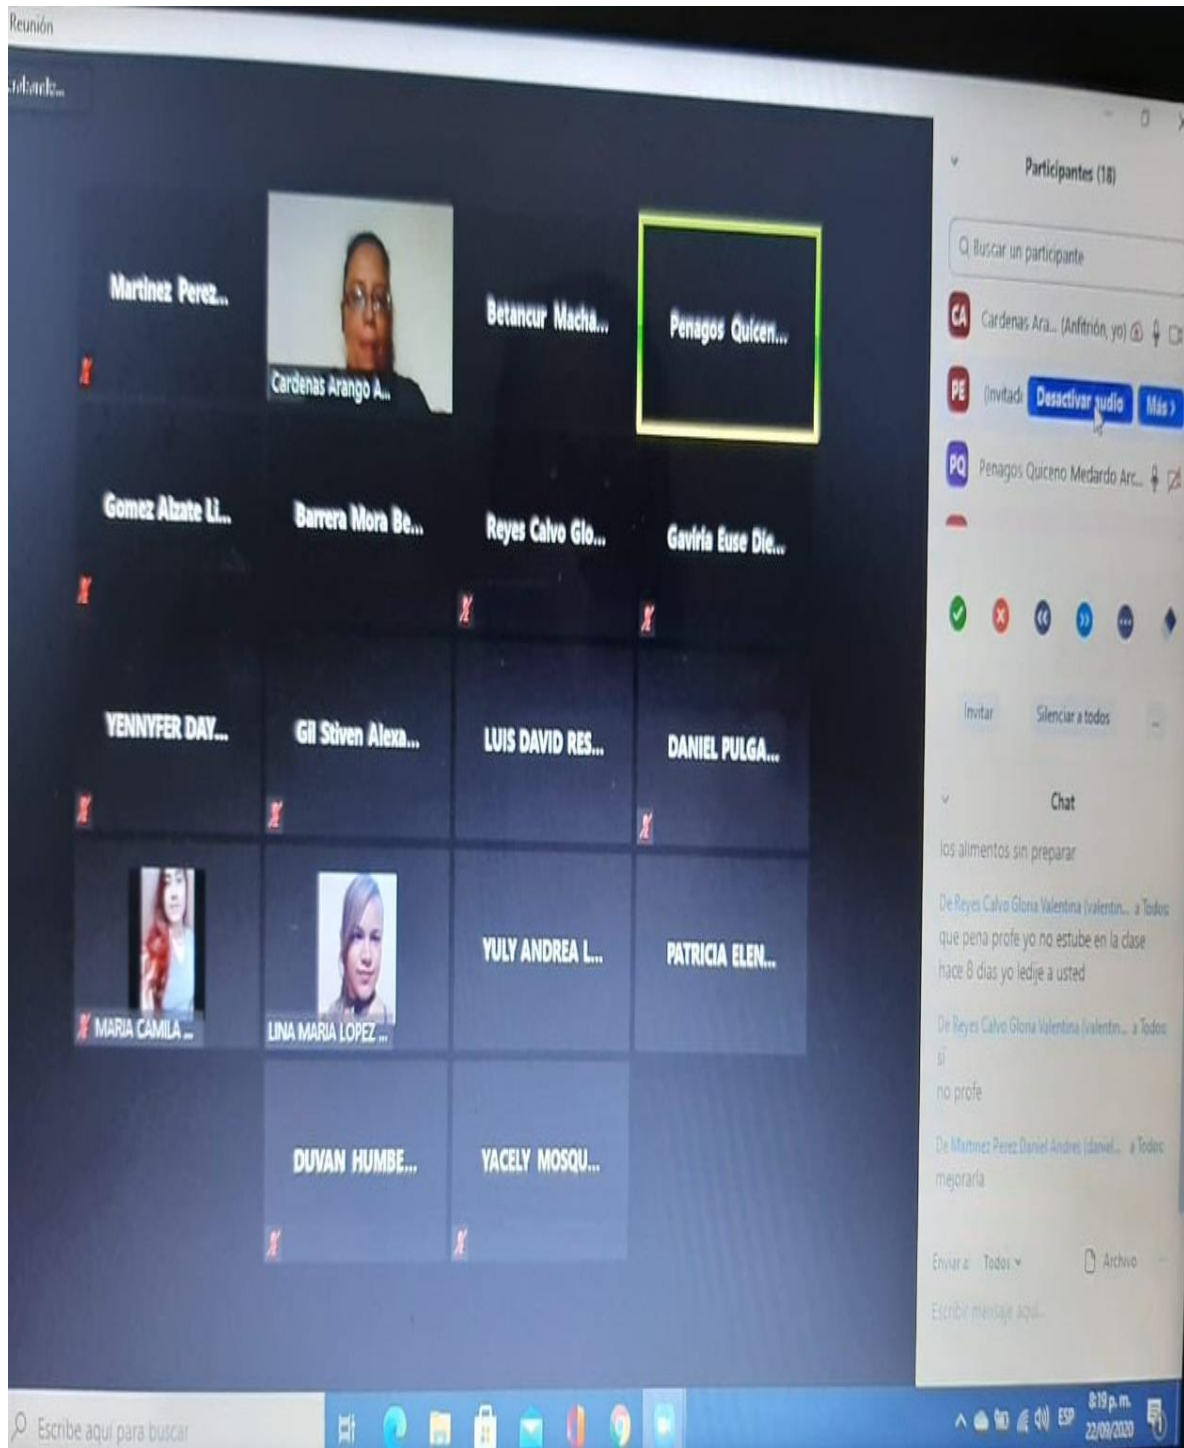 Reunión
Participantes (18)
Buscar un participante
Martinez Perez...
Cardenas Arango A...
Betancur Macha...
Penagos Quicen...
CA
Cardenas Ara... (Anfitrión, yo)
PE
Desactivar audio
Más >
PQ
Penagos Quiceno Medardo Arc...
Gomez Alzate Li...
Barrera Mora Be...
Reyes Calvo Glo...
Gaviria Euse Die...
YENNYFER DAY...
Gil Stiven Alexa...
LUIS DAVID RES...
DANIEL PULGA...
MARIA CAMILA ...
LINA MARIA LOPEZ ...
YULY ANDREA L...
PATRICIA ELEN...
DUVAN HUMBE...
YACELY MOSQU...
Invitar
Silenciar a todos
...
Chat
los alimentos sin preparar
De Reyes Calvo Gloria Valentina (valentin... a Todos:
que pena profe yo no estube en la clase
hace 8 dias yo ledije a usted
De Reyes Calvo Gloria Valentina (valentin... a Todos:
si
no profe
De Martinez Perez Daniel Andres (daniel... a Todos:
mejoraria
Enviar a: Todos
Archivo
Escribir mensaje aquí...
Escribe aquí para buscar
ESP
8:19 p. m.
22/09/2020